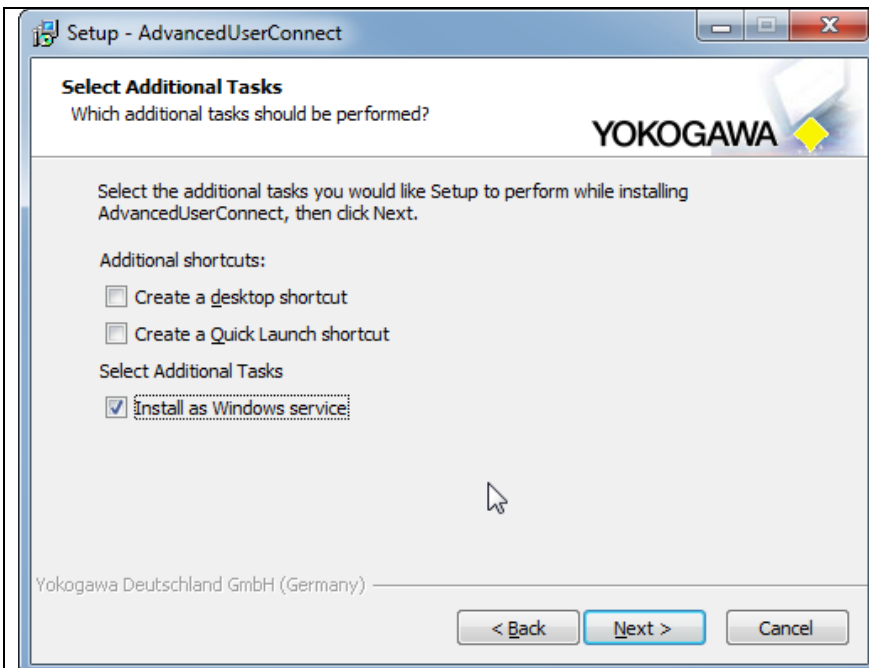 Setup - AdvancedUserConnect
Select Additional Tasks
Which additional tasks should be performed?
YOKOGAWA
Select the additional tasks you would like Setup to perform while installing
AdvancedUserConnect, then click Next.
Additional shortcuts:
Create a desktop shortcut
Create a Quick Launch shortcut
Select Additional Tasks
Install as Windows service
Yokogawa Deutschland GmbH (Germany)
< Back Next > Cancel